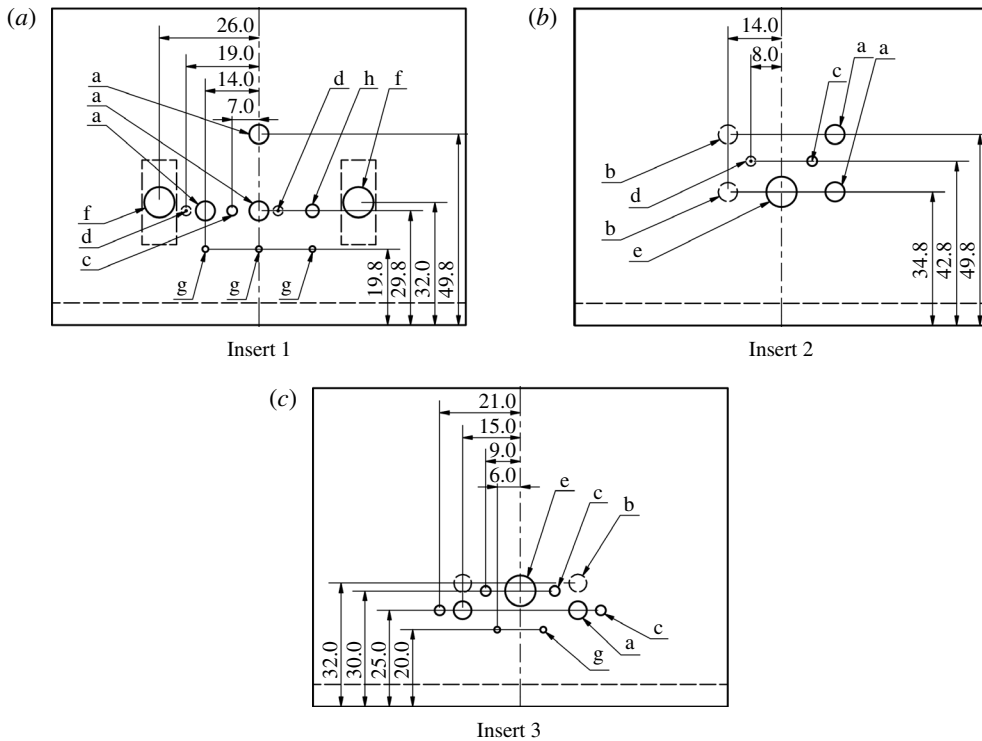 (a)
26.0
19.0
14.0
7.0
a
a
a
d
h
f
f
d
c
g
g
g
19.8
29.8
32.0
49.8
Insert 1
(b)
14.0
8.0
a
a
c
b
d
b
e
34.8
42.8
49.8
Insert 2
(c)
21.0
15.0
9.0
6.0
e
c
b
c
a
g
32.0
30.0
25.0
20.0
Insert 3